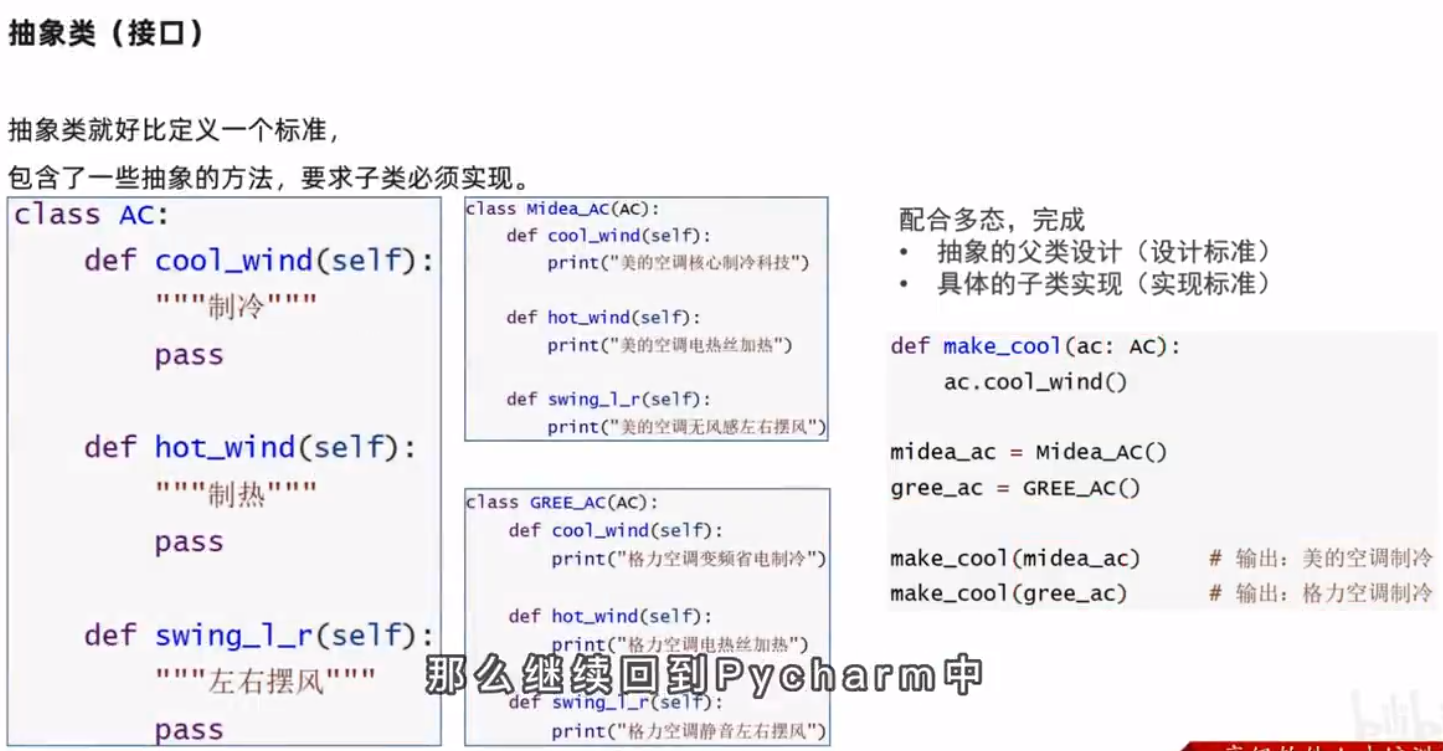 抽象类（接口）
抽象类就好比定义一个标准，
包含了一些抽象的方法，要求子类必须实现。
class AC:
def cool_wind(self):
"""制冷"""
pass
def hot_wind(self):
"""制热"""
pass
def swing_l_r(self):
"""左右摆风"""
pass
class Midea_AC(AC):
def cool_wind(self):
print("美的空调核心制冷科技")
def hot_wind(self):
print("美的空调电热丝加热")
def swing_l_r(self):
print("美的空调无风感左右摆风")
class GREE_AC(AC):
def cool_wind(self):
print("格力空调变频省电制冷")
def hot_wind(self):
print("格力空调电热丝加热")
def swing_l_r(self):
print("格力空调静音左右摆风")
配合多态，完成
• 抽象的父类设计（设计标准）
• 具体的子类实现（实现标准）
def make_cool(ac: AC):
ac.cool_wind()
midea_ac = Midea_AC()
gree_ac = GREE_AC()
make_cool(midea_ac) # 输出：美的空调制冷
make_cool(gree_ac) # 输出：格力空调制冷
那么继续回到Pycharm中
bilibi